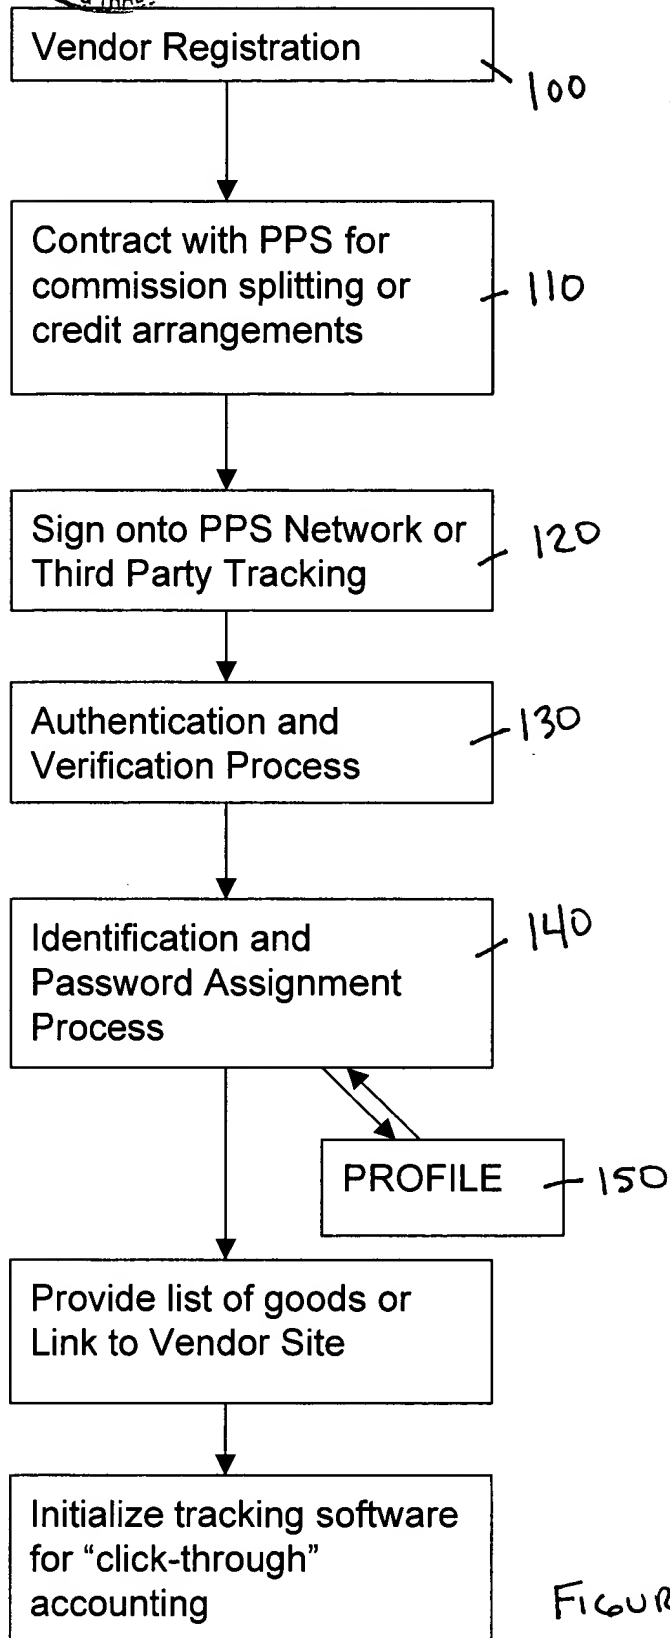 Vendor Registration
100
Contract with PPS for
commission splitting or
credit arrangements
110
Sign onto PPS Network or
Third Party Tracking
120
Authentication and
Verification Process
130
Identification and
Password Assignment
Process
140
PROFILE
150
Provide list of goods or
Link to Vendor Site
Initialize tracking software
for “click-through”
accounting